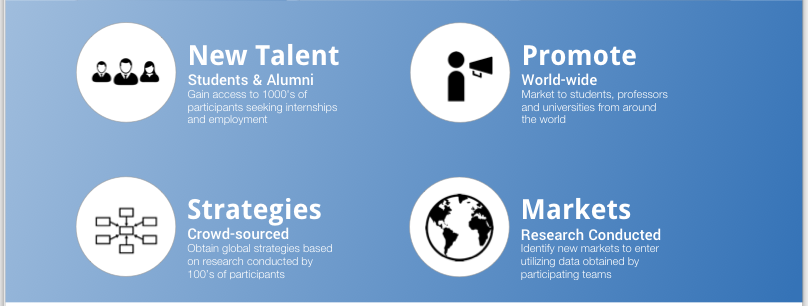 New Talent
Students & Alumni
Gain access to 1000's of
participants seeking internships
and employment
Promote
World-wide
Market to students, professors
and universities from around
the world
Strategies
Crowd-sourced
Obtain global strategies based
on research conducted by
100's of participants
Markets
Research Conducted
Identify new markets to enter
utilizing data obtained by
participating teams